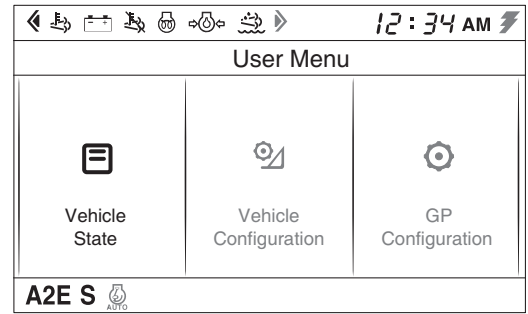 12:34 AM
User Menu
Vehicle
State
Vehicle
Configuration
GP
Configuration
A2E S
AUTO